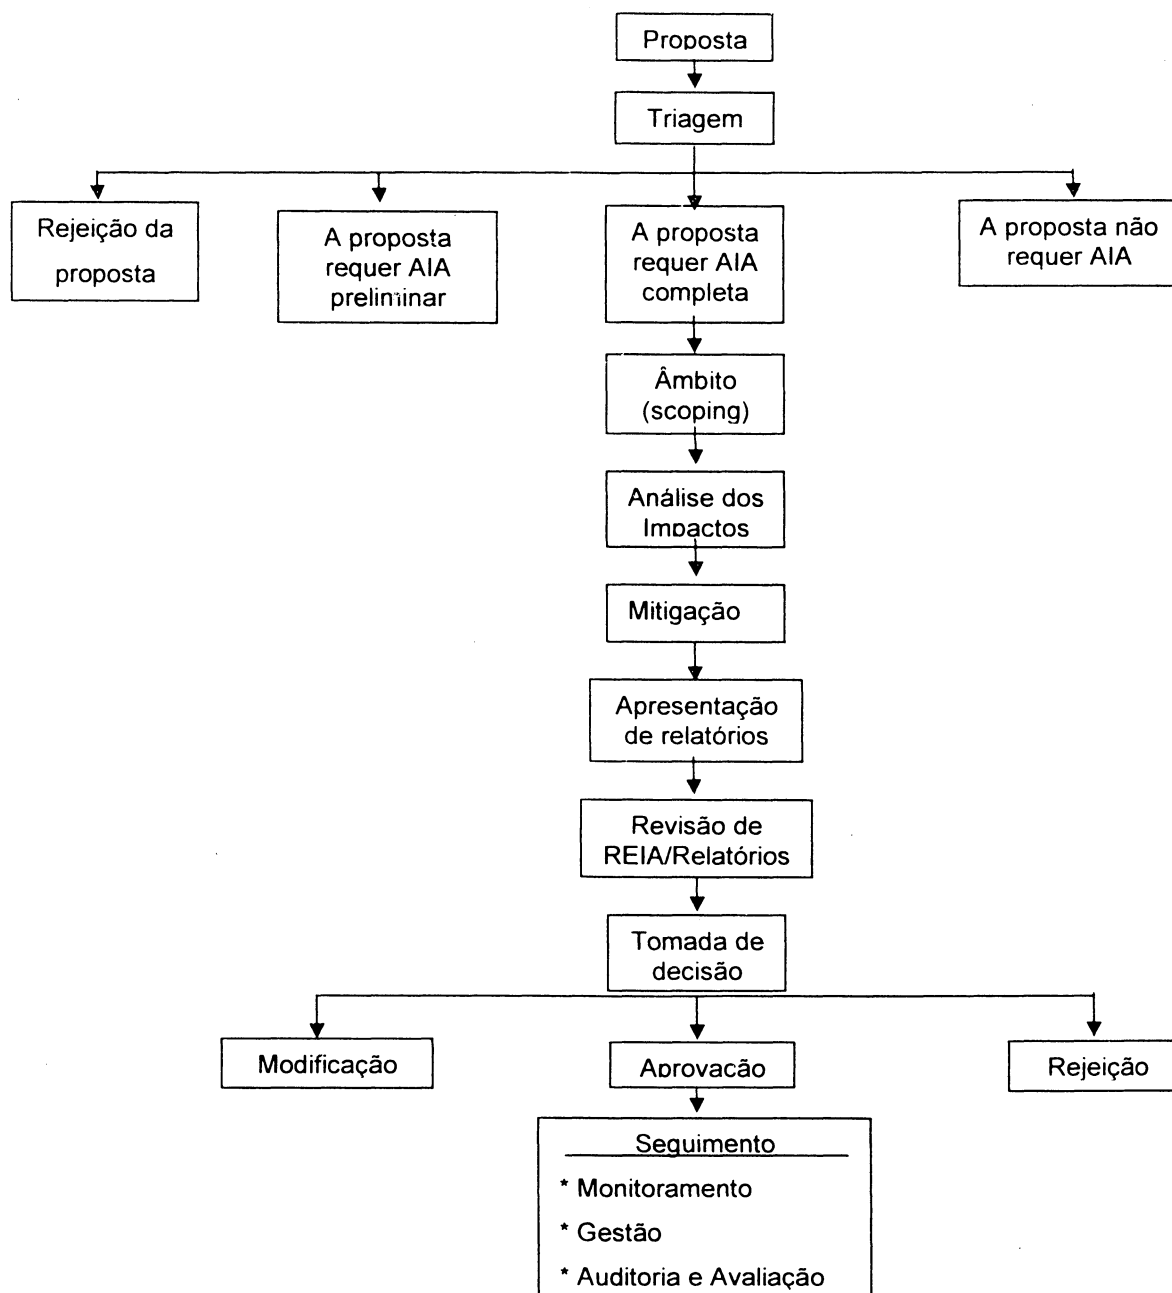 Proposta
Triagem
Rejeição da
proposta
A proposta
requer AIA
preliminar
A proposta
requer AIA
completa
A proposta não
requer AIA
Âmbito
(scoping)
Análise dos
Impactos
Mitigação
Apresentação
de relatórios
Revisão de
REIA/Relatórios
Tomada de
decisão
Modificação
Aprovação
Rejeição
Seguimento
* Monitoramento
* Gestão
* Auditoria e Avaliação